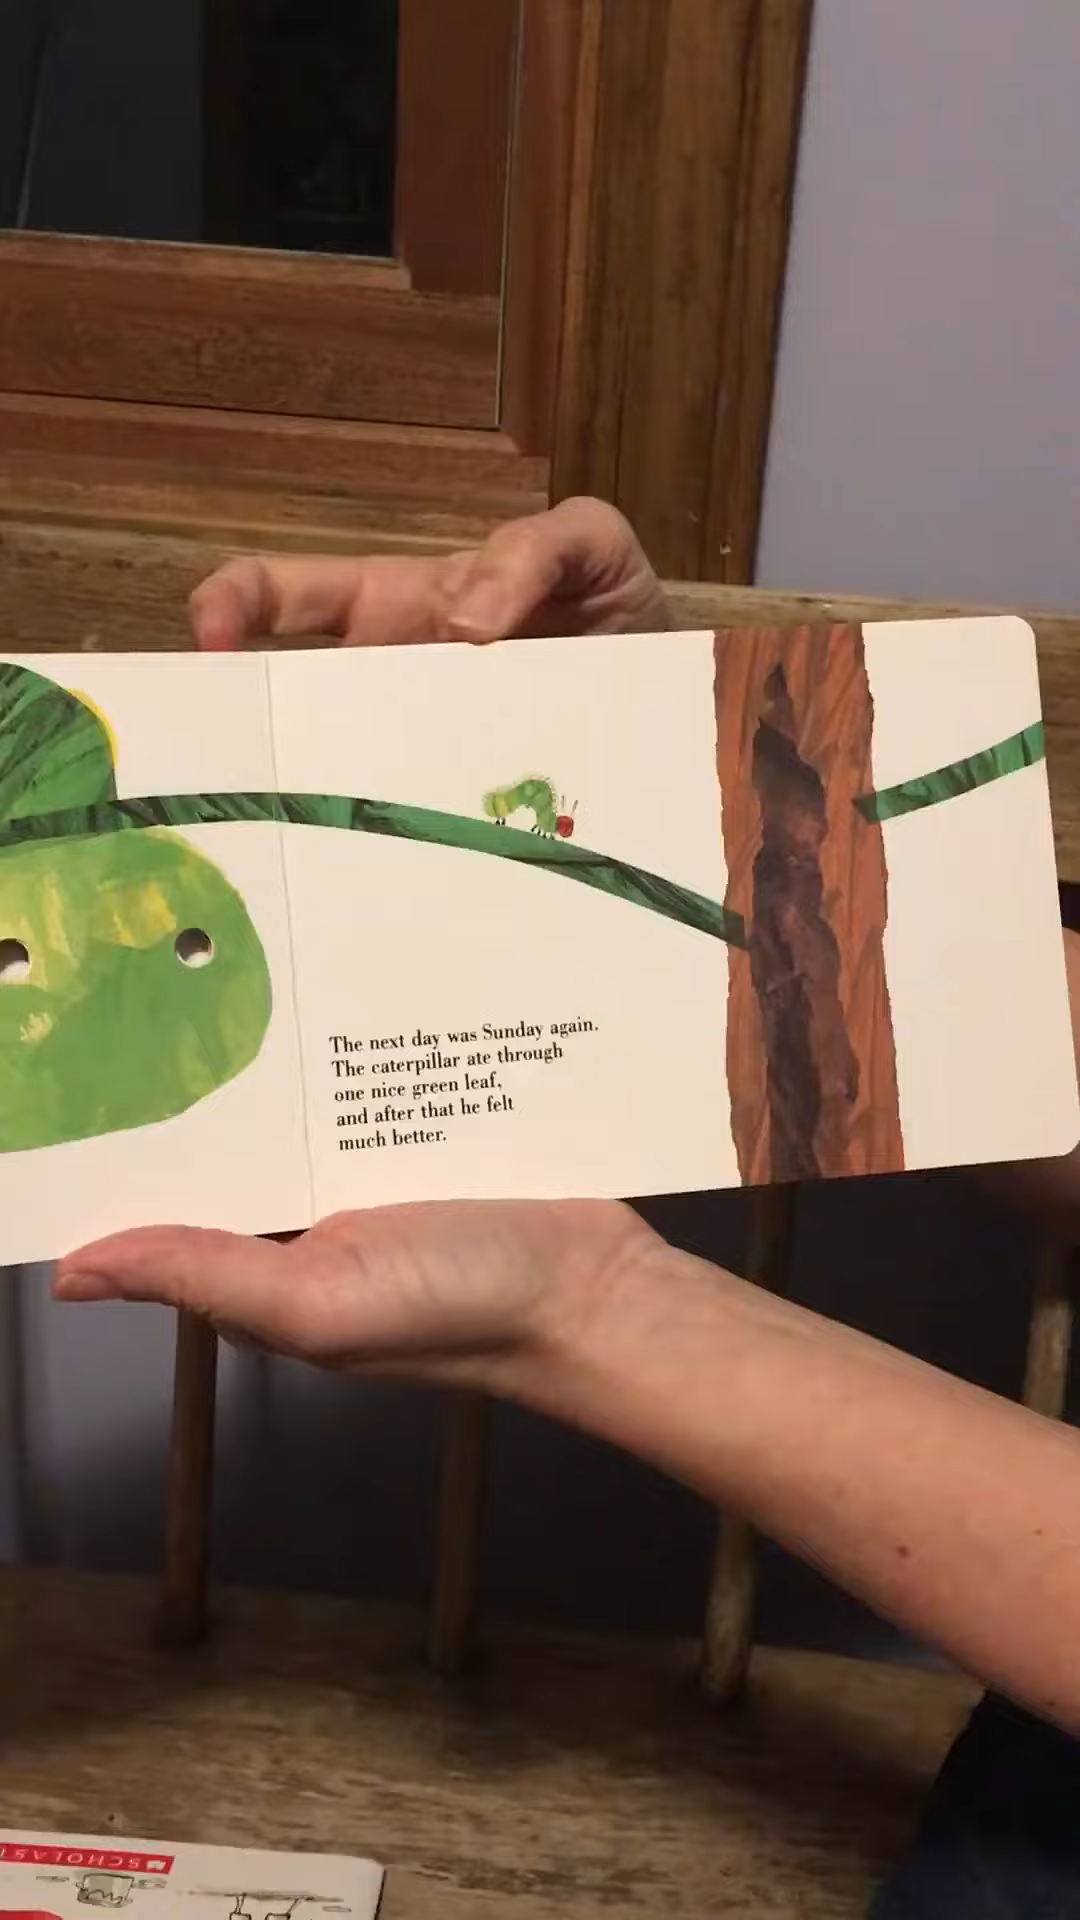 The next day was Sunday again.
The caterpillar ate through
one nice green leaf,
and after that he felt
much better.
SCHOLAST